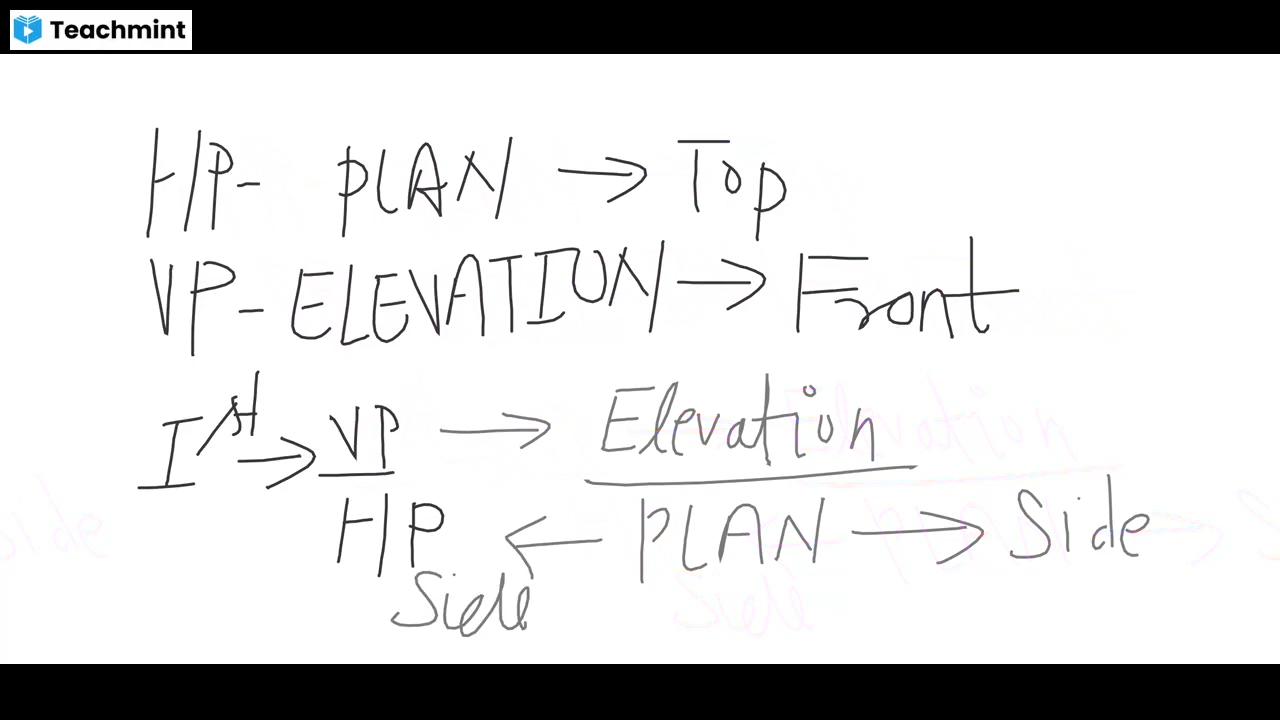 Teachmint
HP- PLAN → Top
VP- ELEVATION → Front
Ist → VP → Elevation
HP ← PLAN → Side
Side